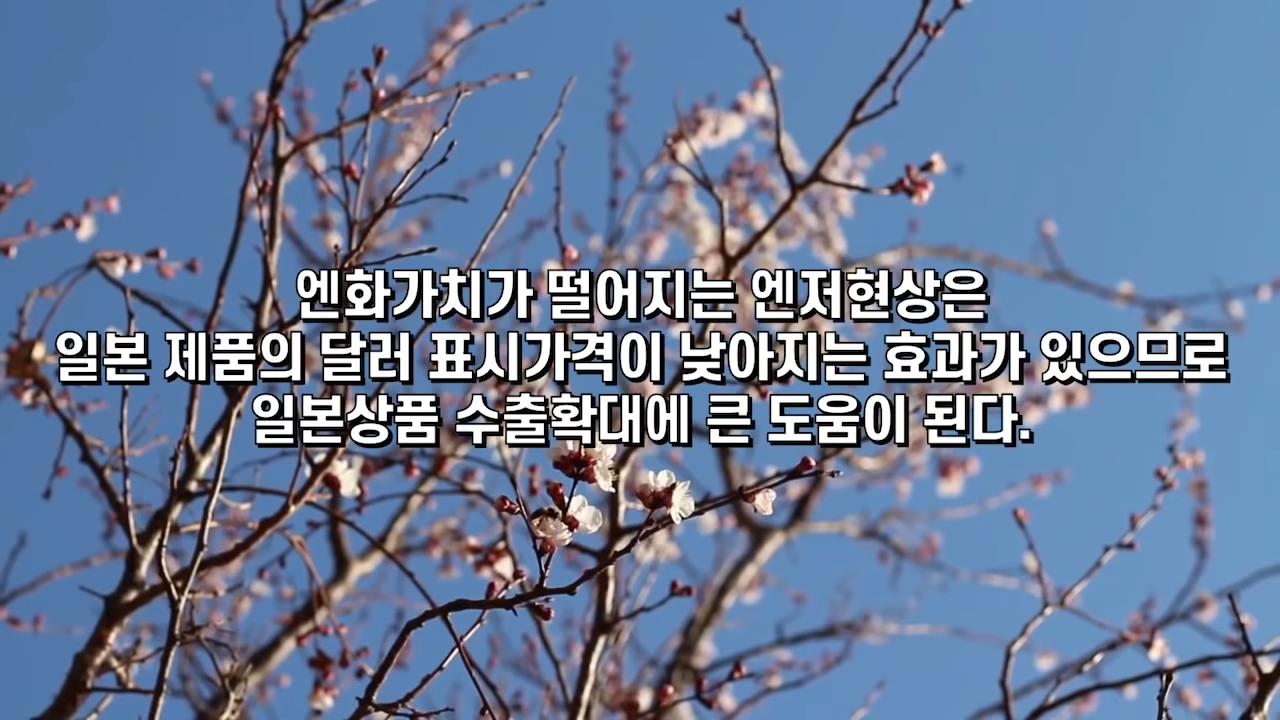 엔화가치가 떨어지는 엔저현상은
일본 제품의 달러 표시가격이 낮아지는 효과가 있으므로
일본상품 수출확대에 큰 도움이 된다.